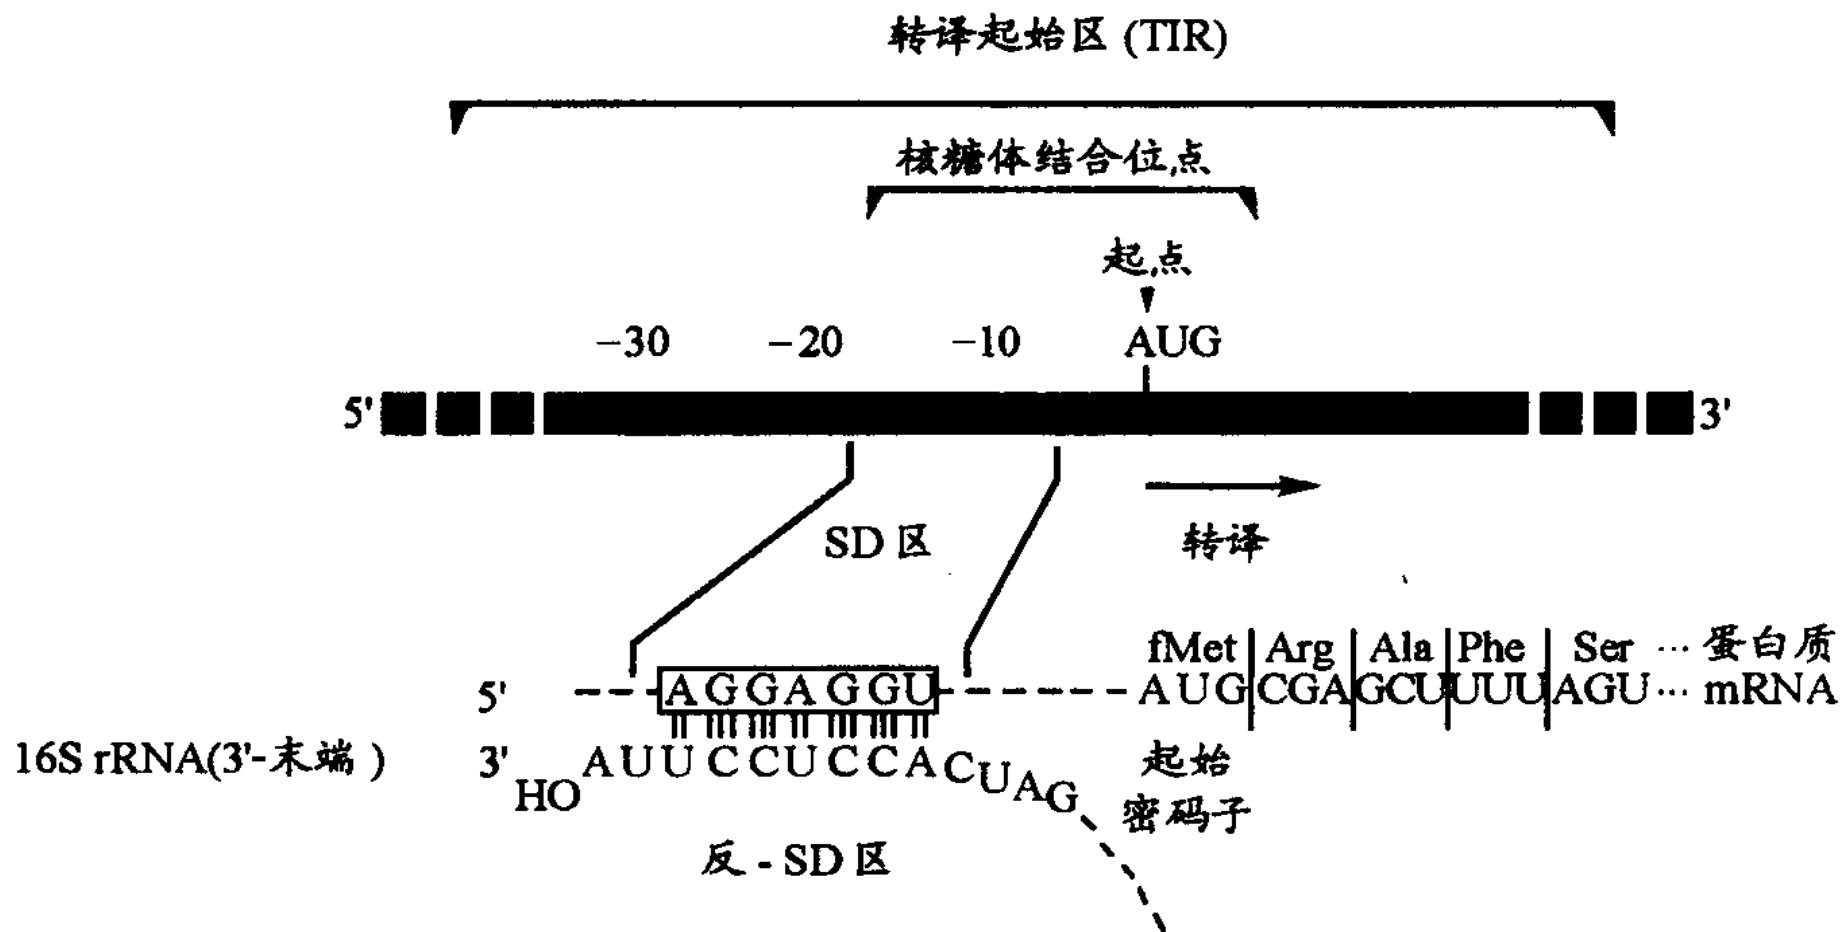 转译起始区 (TIR)
核糖体结合位点
起点
−30 −20 −10 AUG
5' 3'
SD 区 转译
fMet Arg Ala Phe Ser ··· 蛋白质
5' AGGAGGU AUG CGA GCU UUU AGU ··· mRNA
16S rRNA(3'-末端) 3' HO AUUCCUCCACUAG
起始
密码子
反 - SD 区